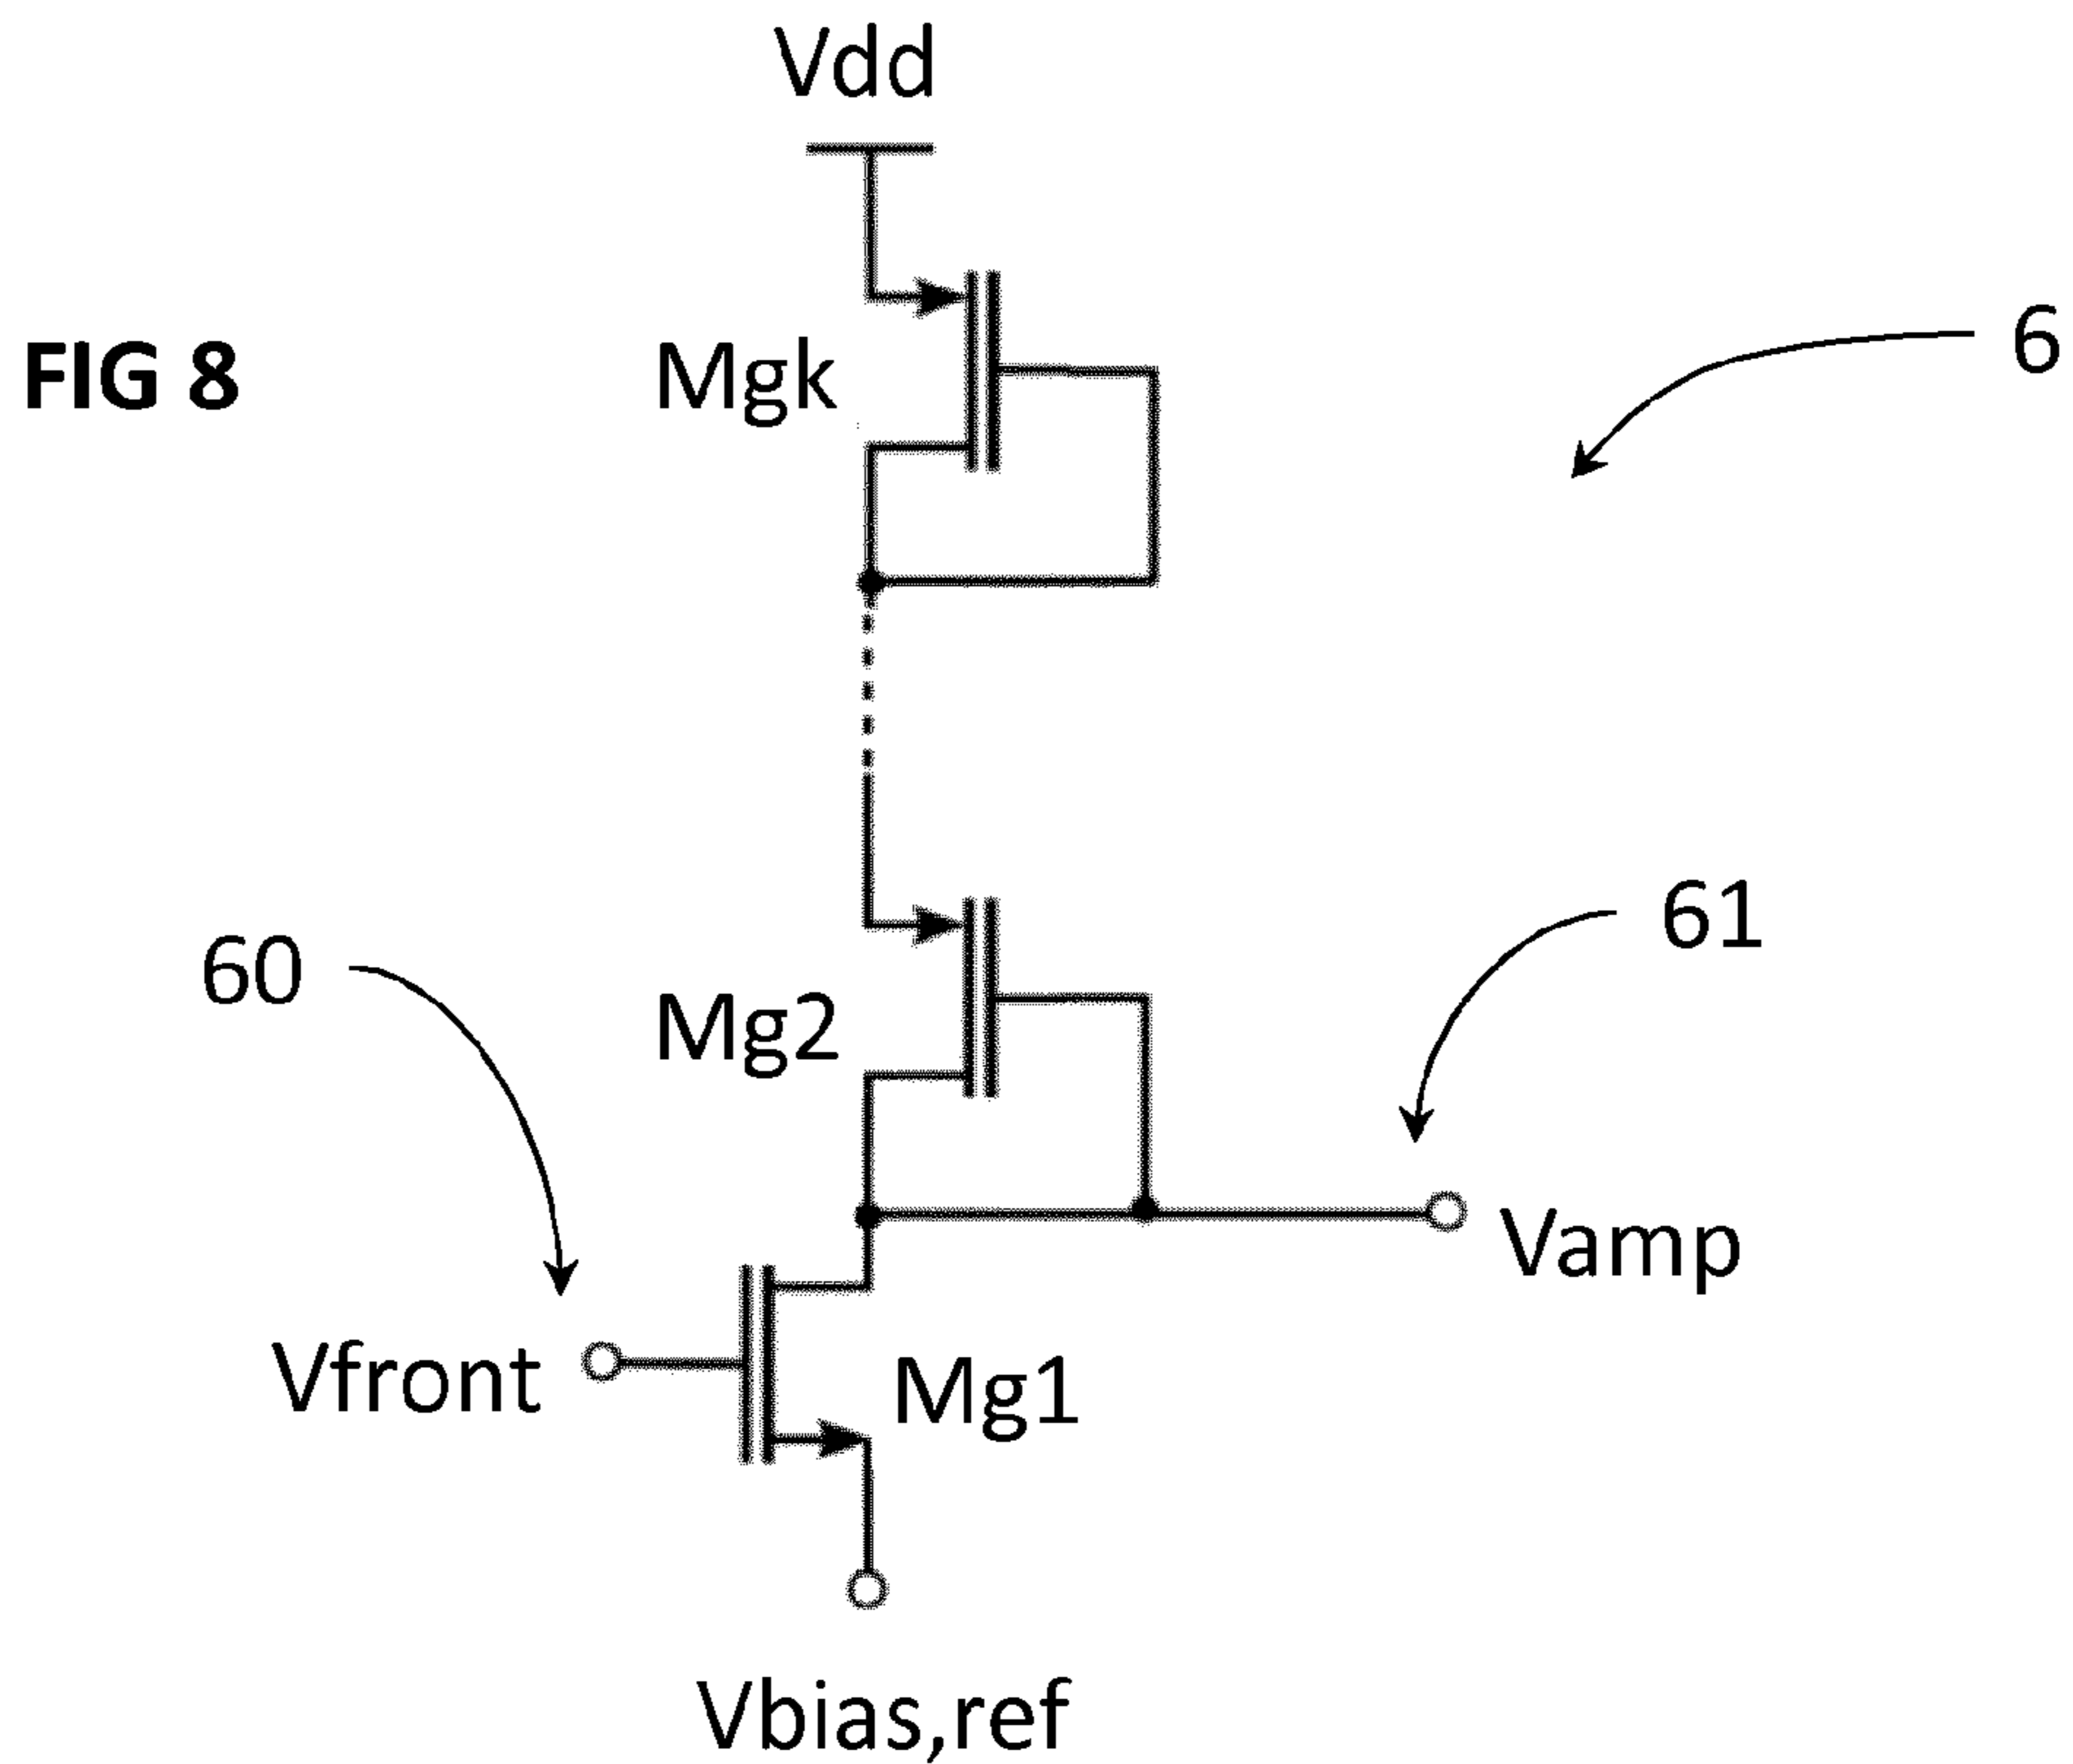 Vdd
FIG 8
Mgk
6
61
60
Mg2
Vamp
Vfront
Mg1
Vbias,ref